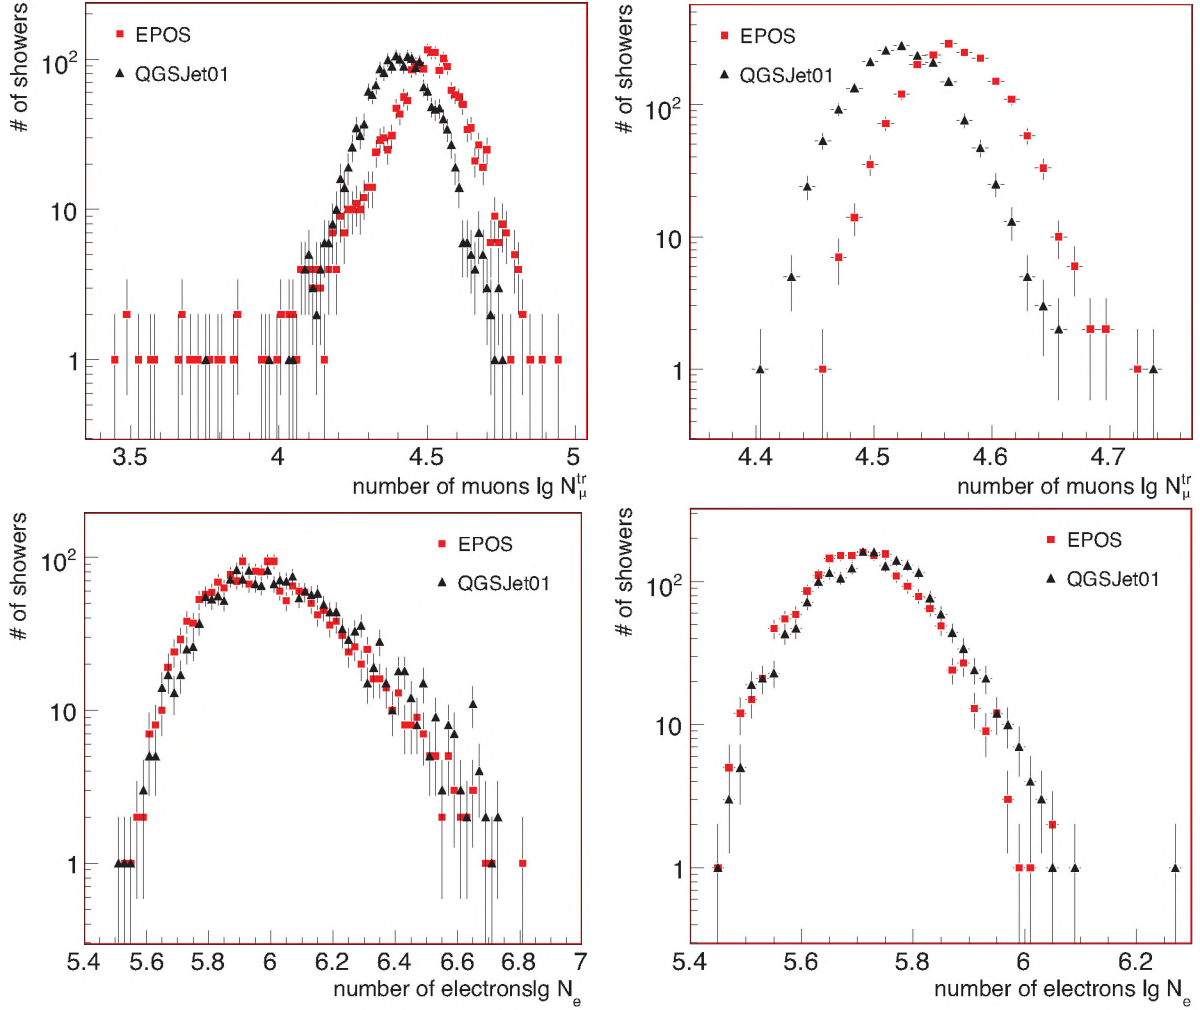 # of showers
EPOS
QGSJet01
10²
10
1
3.5 4 4.5 5
number of muons lg N_μ^tr
# of showers
EPOS
QGSJet01
10²
10
1
4.4 4.5 4.6 4.7
number of muons lg N_μ^tr
# of showers
EPOS
QGSJet01
10²
10
1
5.4 5.6 5.8 6 6.2 6.4 6.6 6.8 7
number of electronslg N_e
# of showers
EPOS
QGSJet01
10²
10
1
5.4 5.6 5.8 6 6.2
number of electrons lg N_e